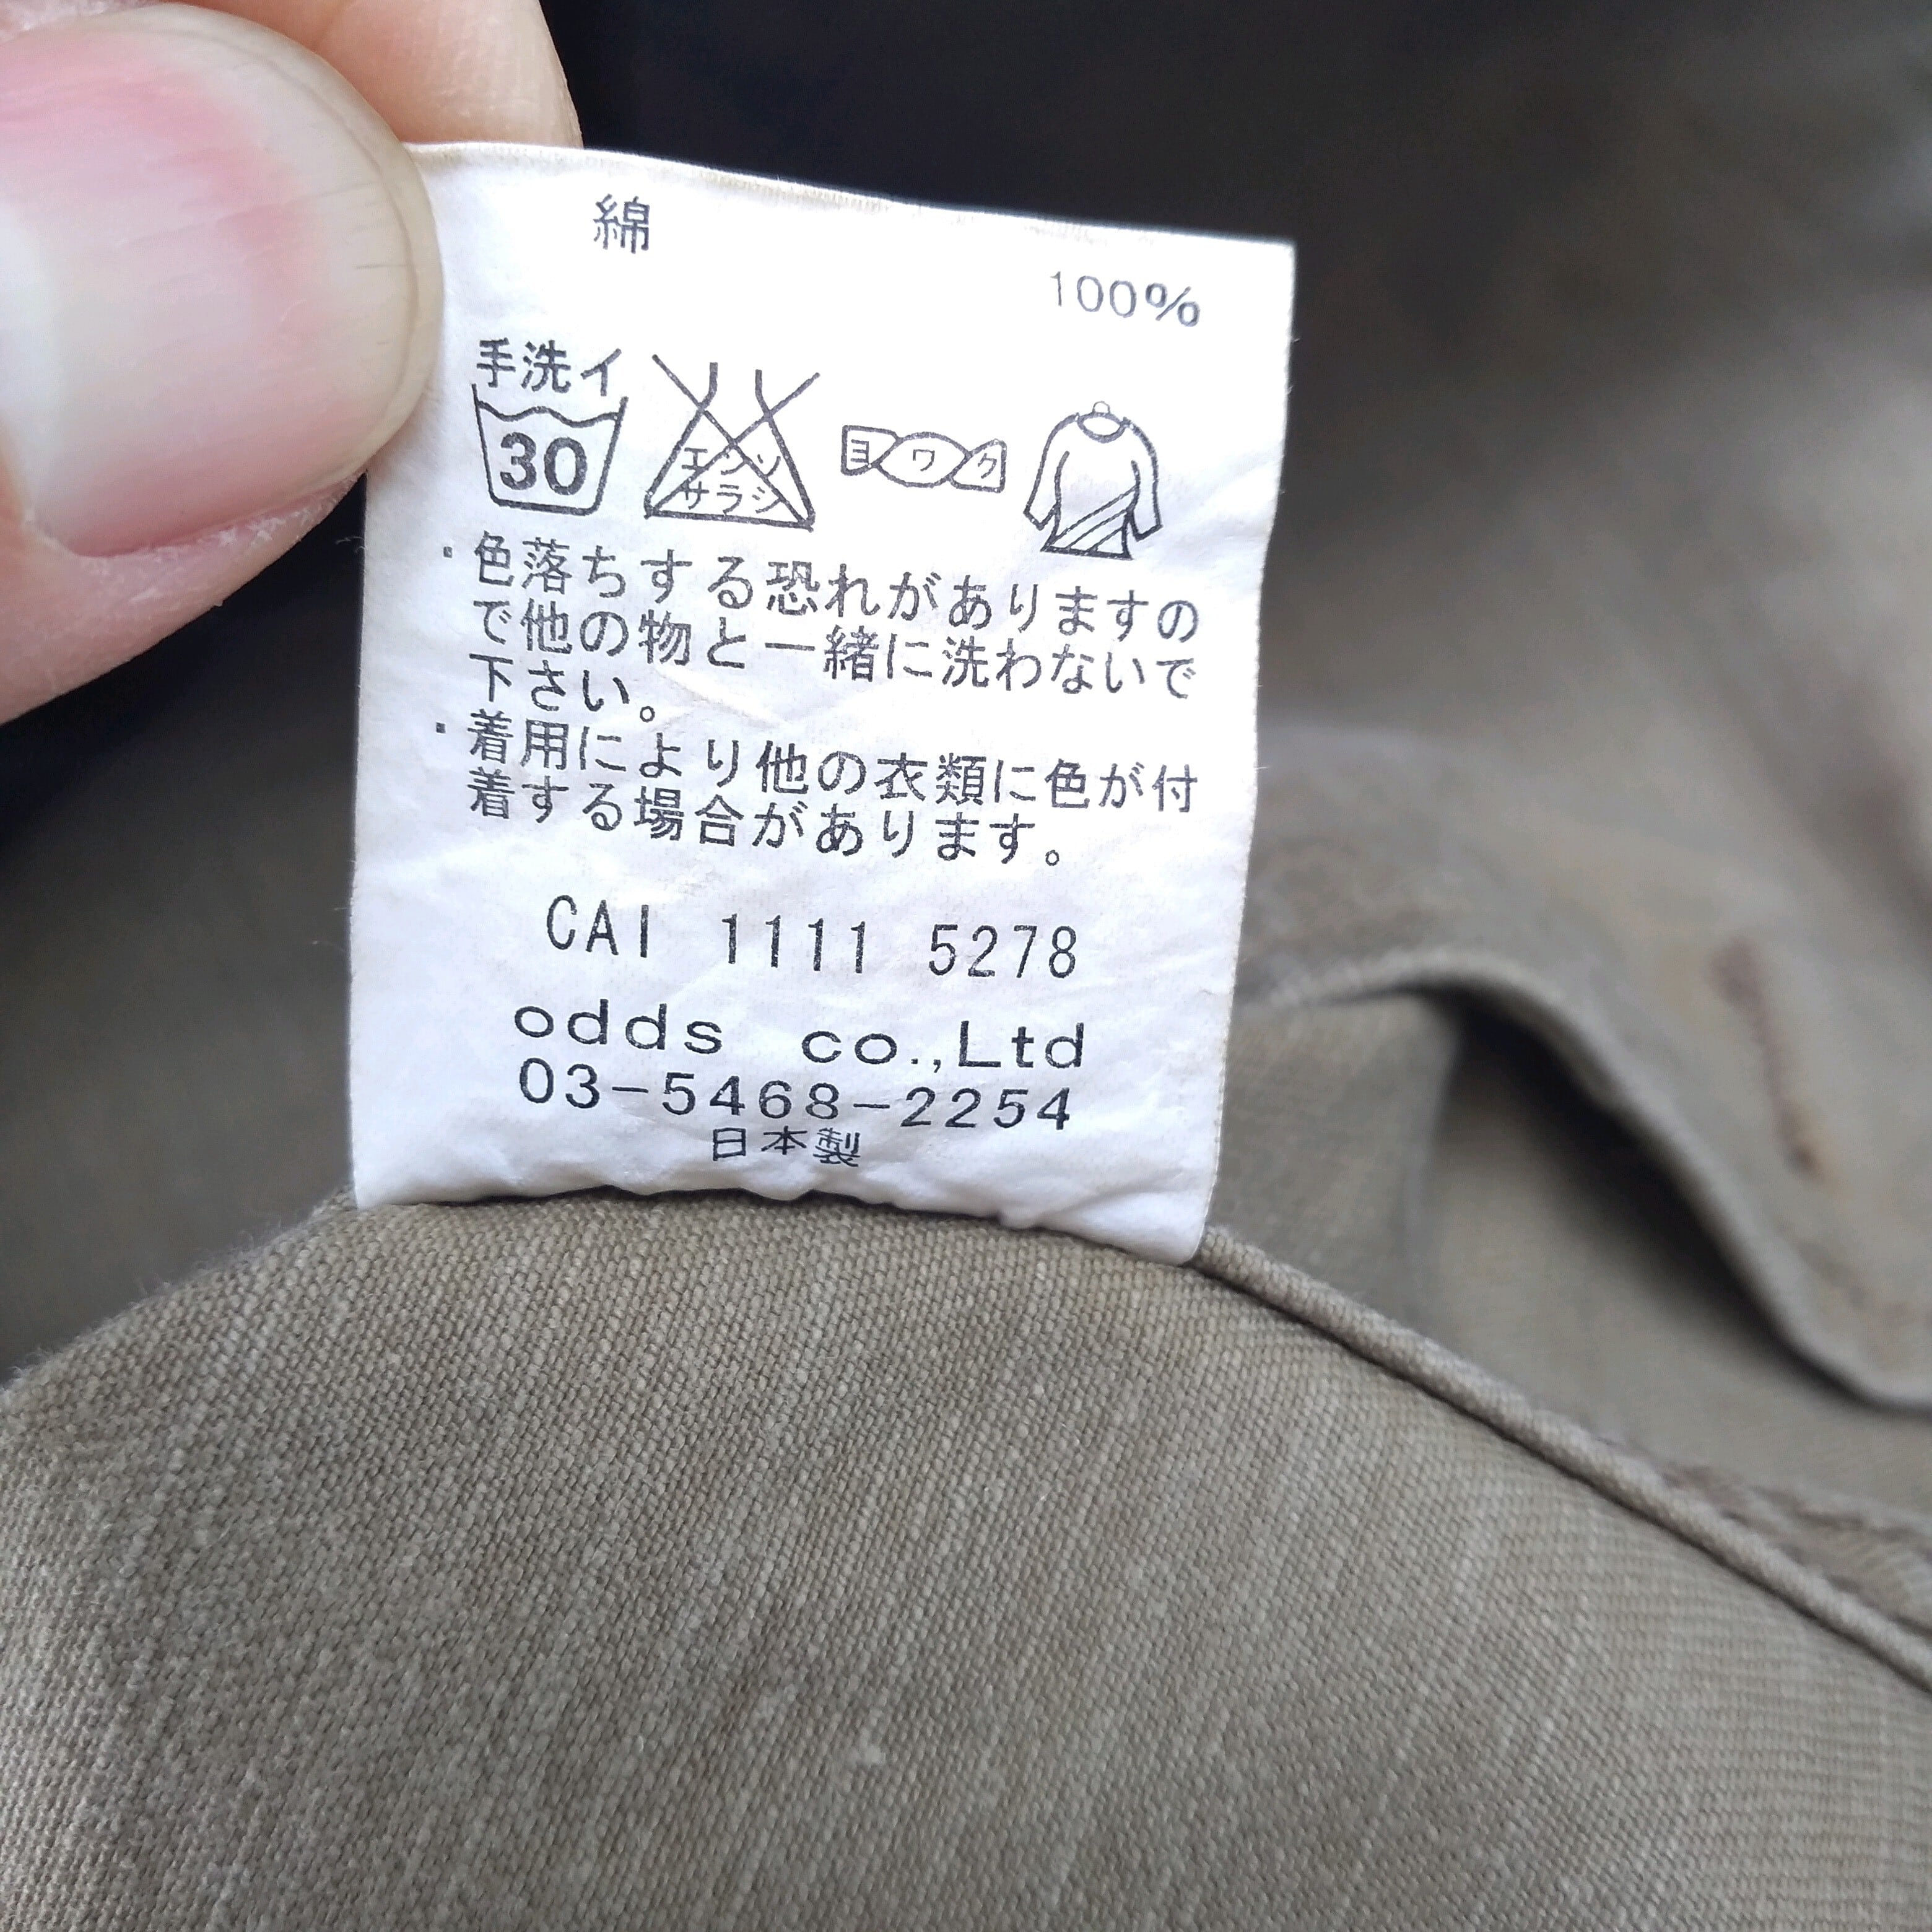 綿
100%
手洗イ
30
エンソ
サラシ
ヨワク
・色落ちする恐れがありますの
で他の物と一緒に洗わないで
下さい。
・着用により他の衣類に色が付
着する場合があります。
CAI 1111 5278
odds co.,Ltd
03-5468-2254
日本製